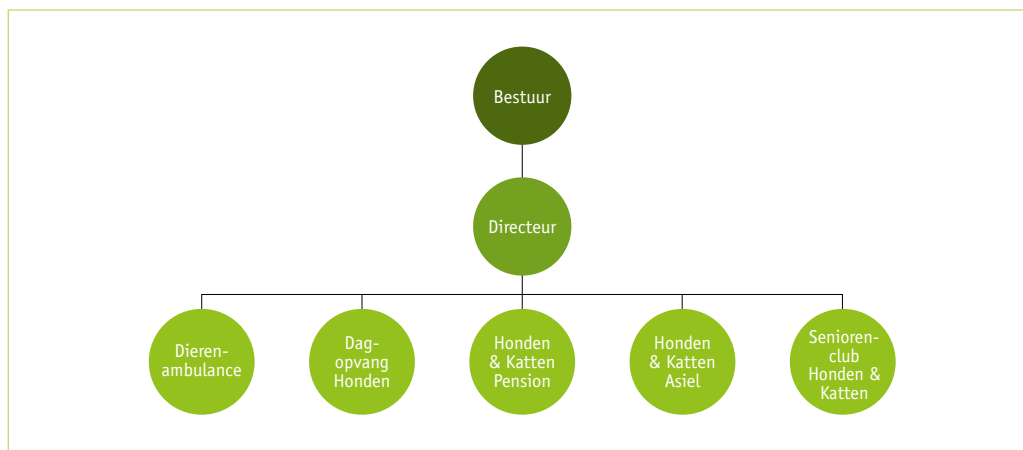 Bestuur
Directeur
Dieren-
ambulance
Dag-
opvang
Honden
Honden
& Katten
Pension
Honden
& Katten
Asiel
Senioren-
club
Honden &
Katten